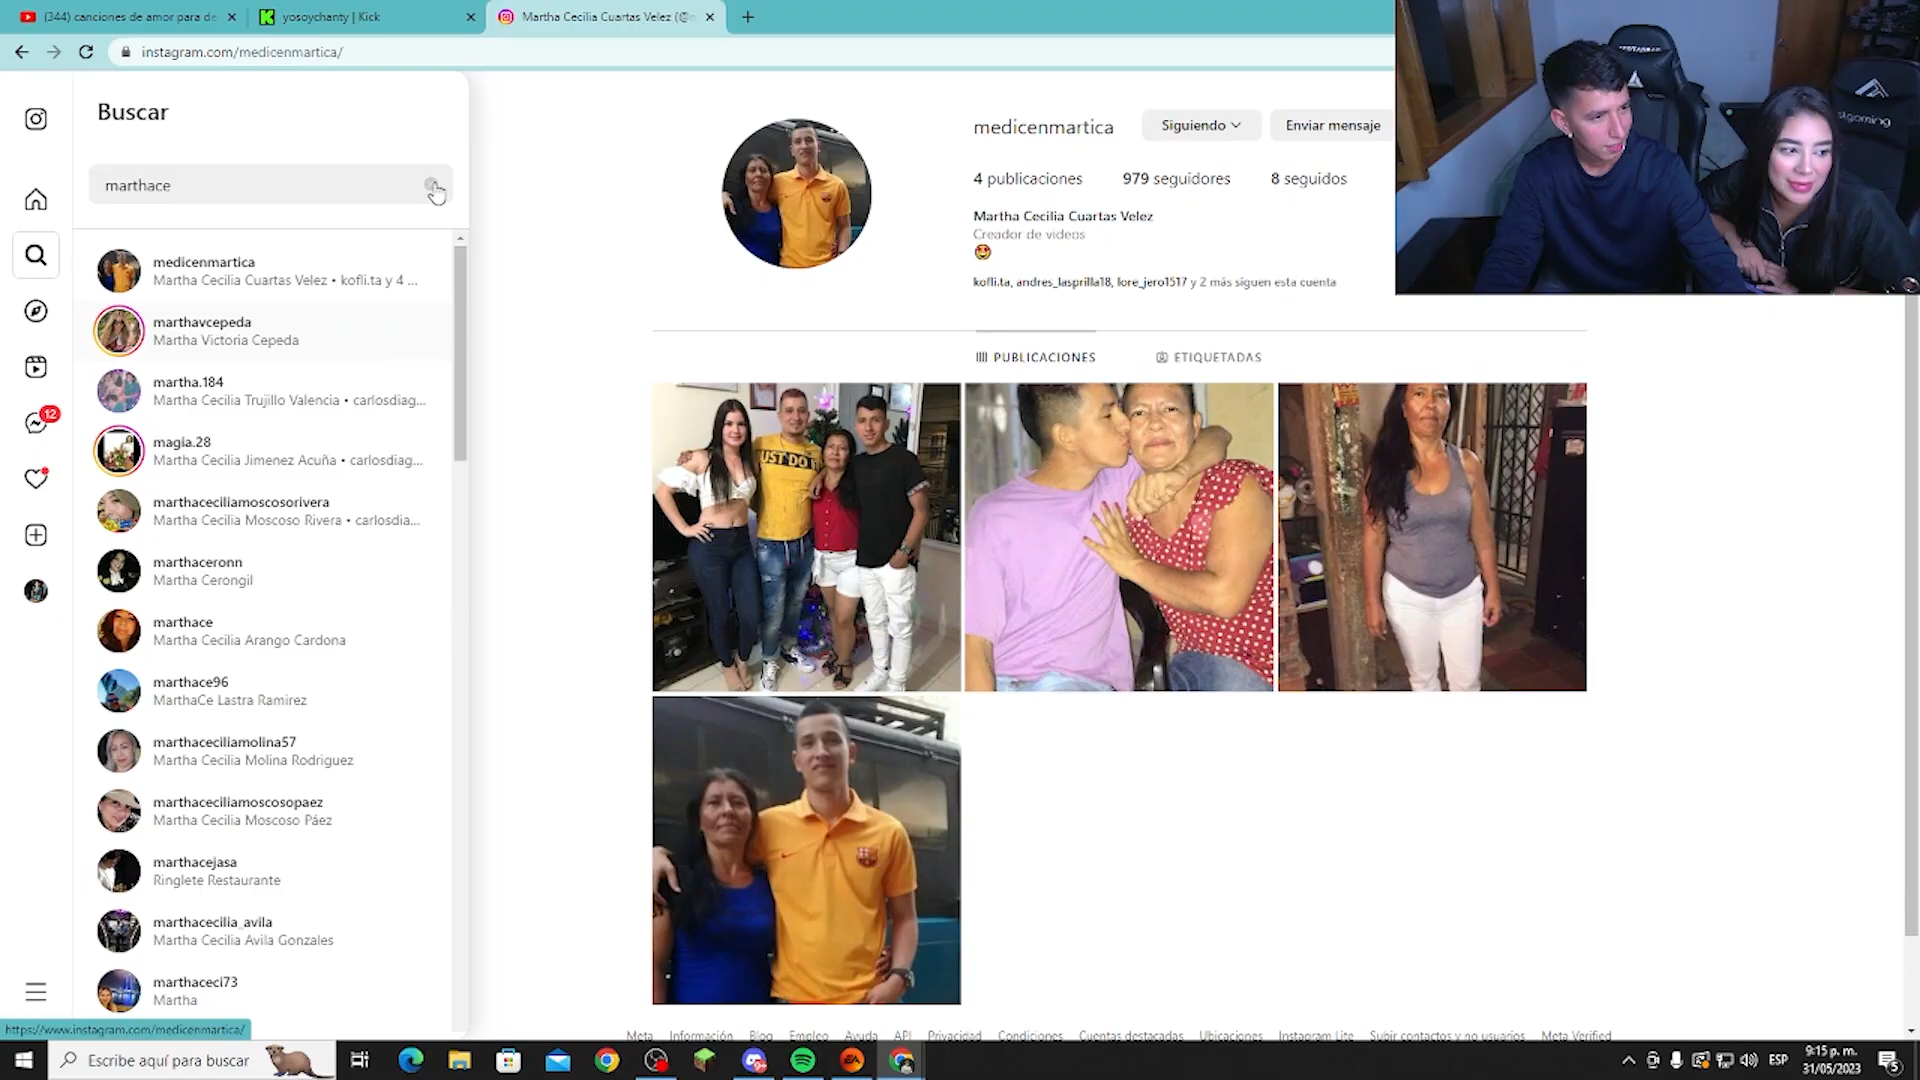 (344) canciones de amor para de
yosoychanty | Kick
Martha Cecilia Cuartas Velez (@m
instagram.com/medicenmartica/
Buscar
marthace
medicenmartica
Martha Cecilia Cuartas Velez • kofli.ta y 4 ...
marthavcepeda
Martha Victoria Cepeda
martha.184
Martha Cecilia Trujillo Valencia • carlosdiag...
magia.28
Martha Cecilia Jimenez Acuña • carlosdiag...
marthaceciliamoscosorivera
Martha Cecilia Moscoso Rivera • carlosdia...
marthaceronn
Martha Cerongil
marthace
Martha Cecilia Arango Cardona
marthace96
MarthaCe Lastra Ramirez
marthaceciliamolina57
Martha Cecilia Molina Rodriguez
marthaceciliamoscosopaez
Martha Cecilia Moscoso Páez
marthacejasa
Ringlete Restaurante
marthacecilia_avila
Martha Cecilia Avila Gonzales
marthaceci73
Martha
12
https://www.instagram.com/medicenmartica/
medicenmartica
Siguiendo
Enviar mensaje
4 publicaciones
979 seguidores
8 seguidos
Martha Cecilia Cuartas Velez
Creador de videos
kofli.ta, andres_lasprilla18, lore_jero1517 y 2 más siguen esta cuenta
PUBLICACIONES
ETIQUETADAS
JUST DO I
Meta
Información
Blog
Empleo
Ayuda
API
Privacidad
Condiciones
Cuentas destacadas
Ubicaciones
Instagram Lite
Subir contactos y no usuarios
Meta Verified
Escribe aquí para buscar
EA
ESP
9:15 p. m.
31/05/2023
5